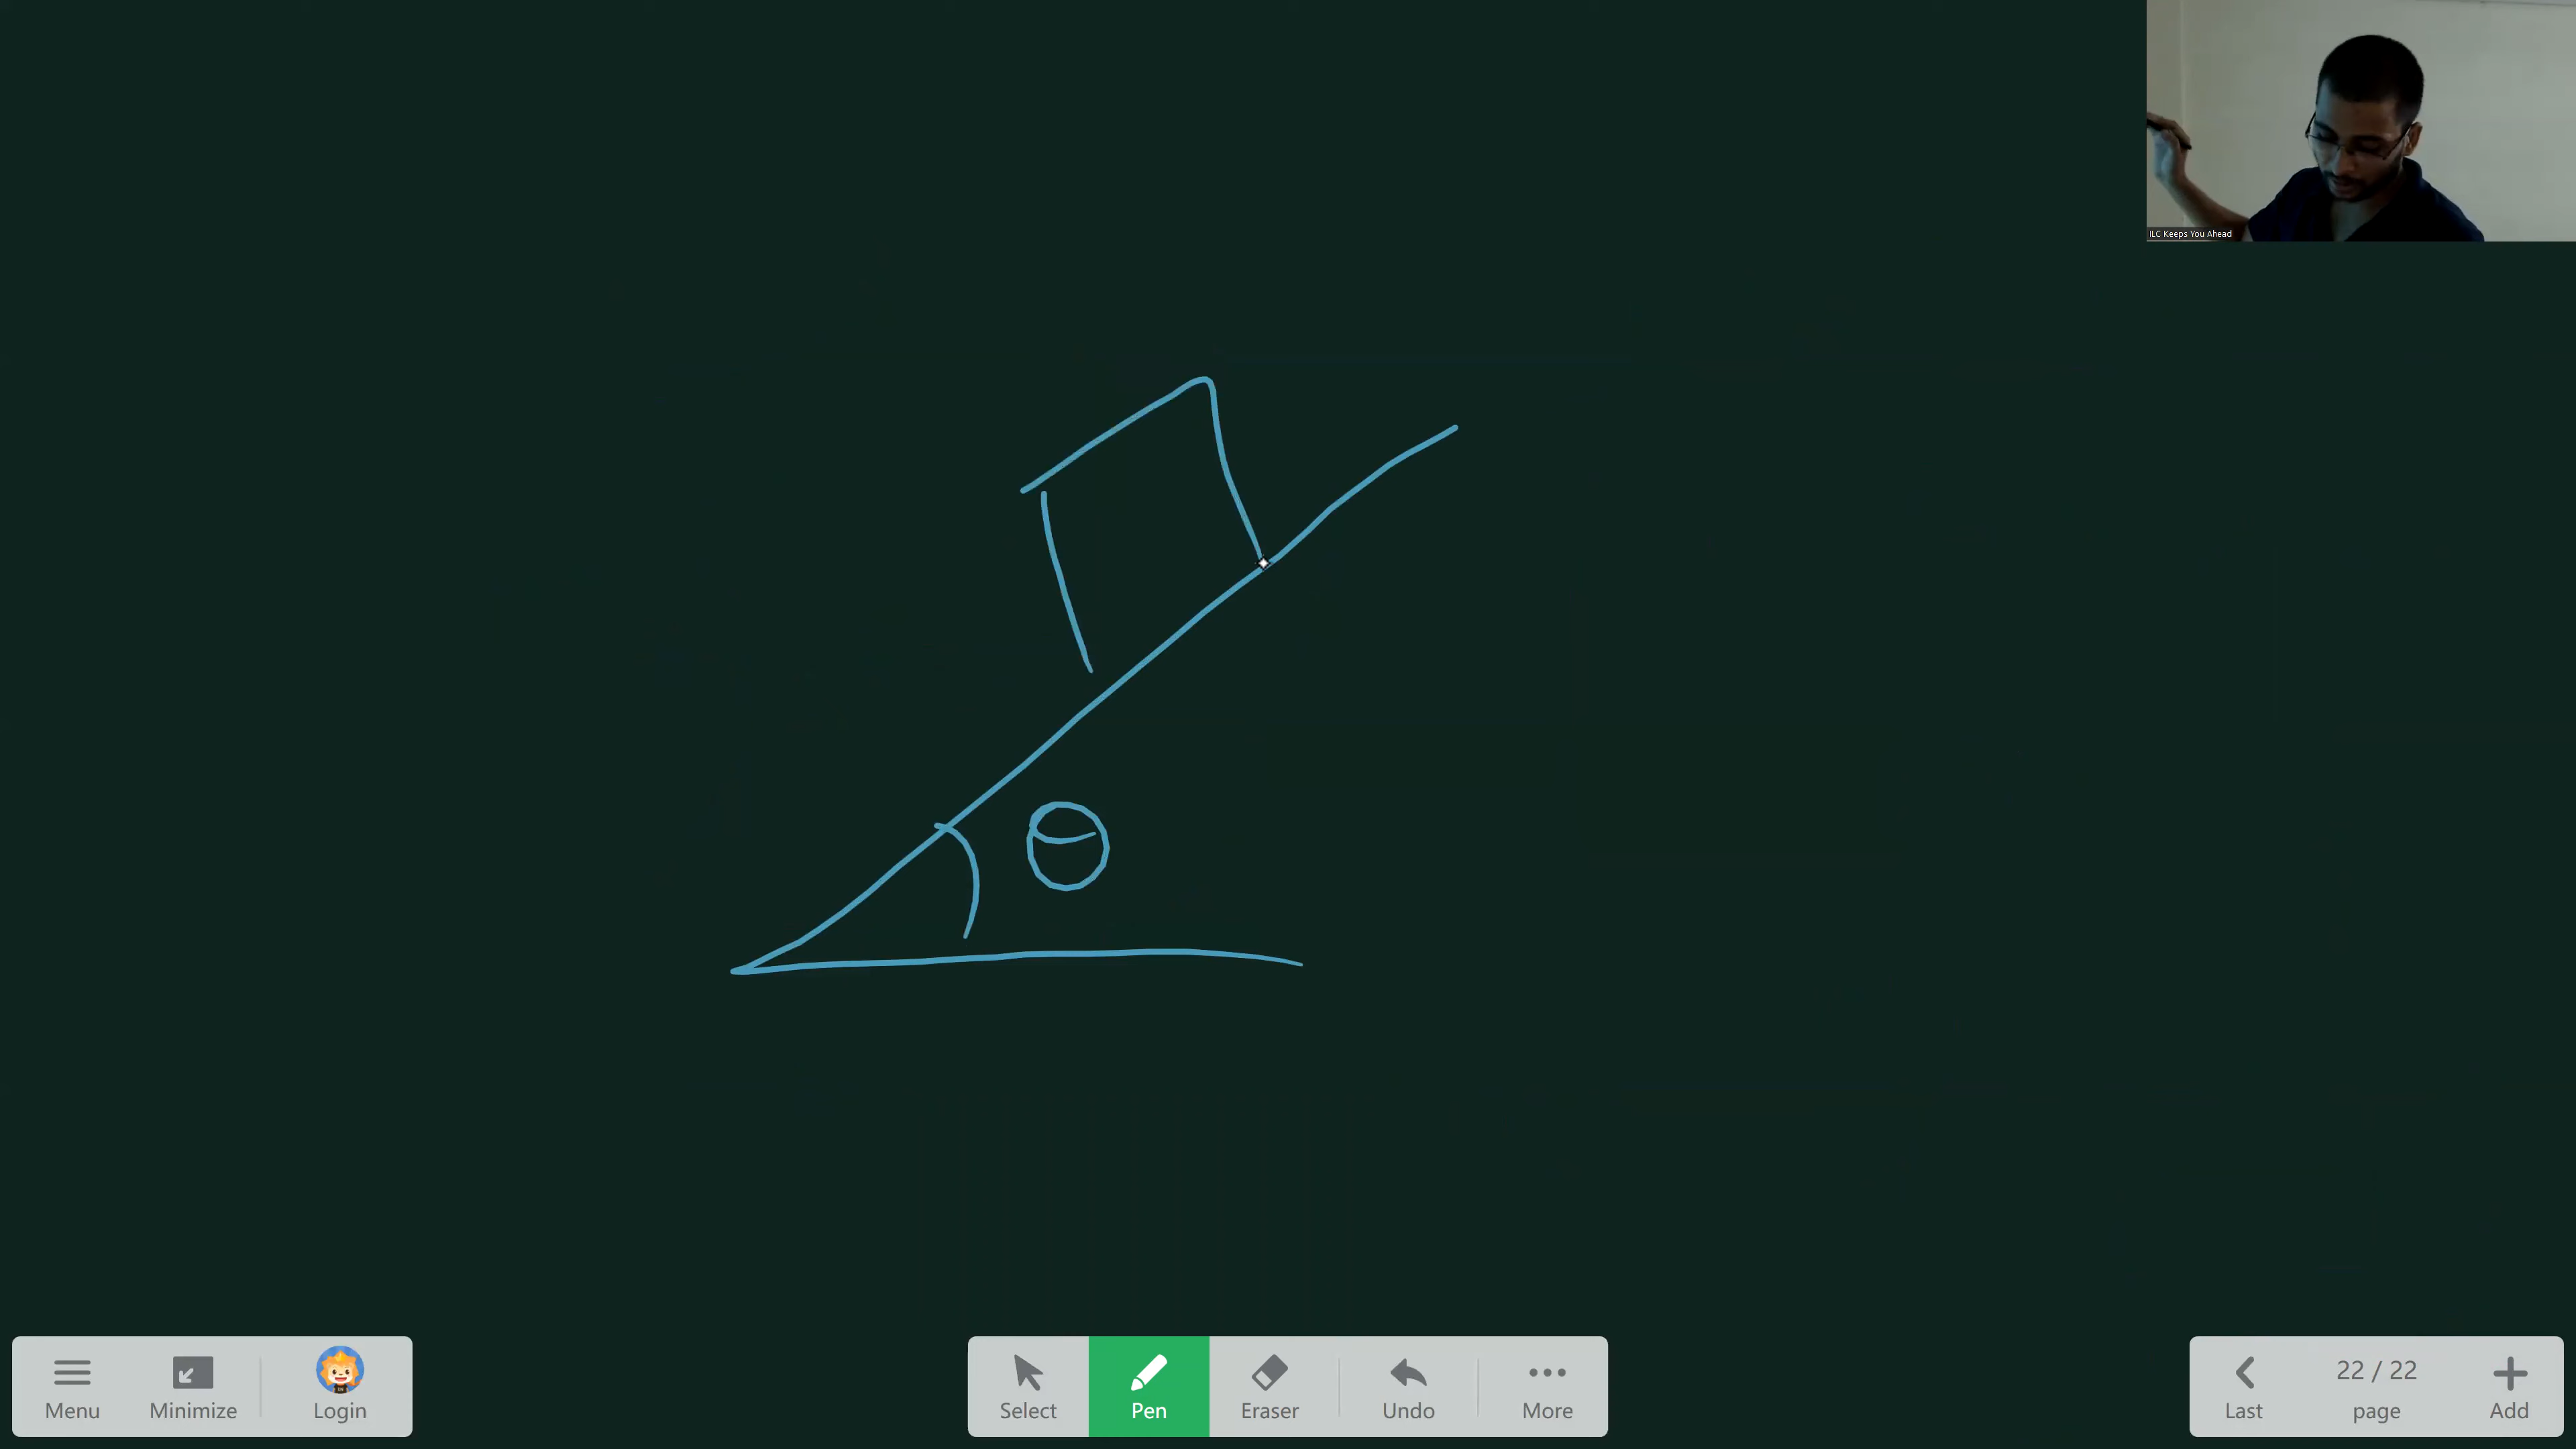 ILC Keeps You Ahead
θ
Menu
Minimize
Login
Select
Pen
Eraser
Undo
More
Last
22 / 22
page
Add